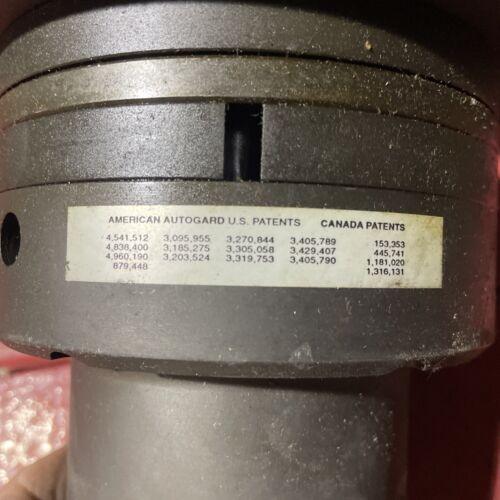 AMERICAN AUTOGARD U.S. PATENTS CANADA PATENTS
4,541,512 3,095,955 3,270,844 3,405,789 153,353
4,838,400 3,185,275 3,305,058 3,429,407 445,741
4,960,190 3,203,524 3,319,753 3,405,790 1,181,020
879,448 1,316,131